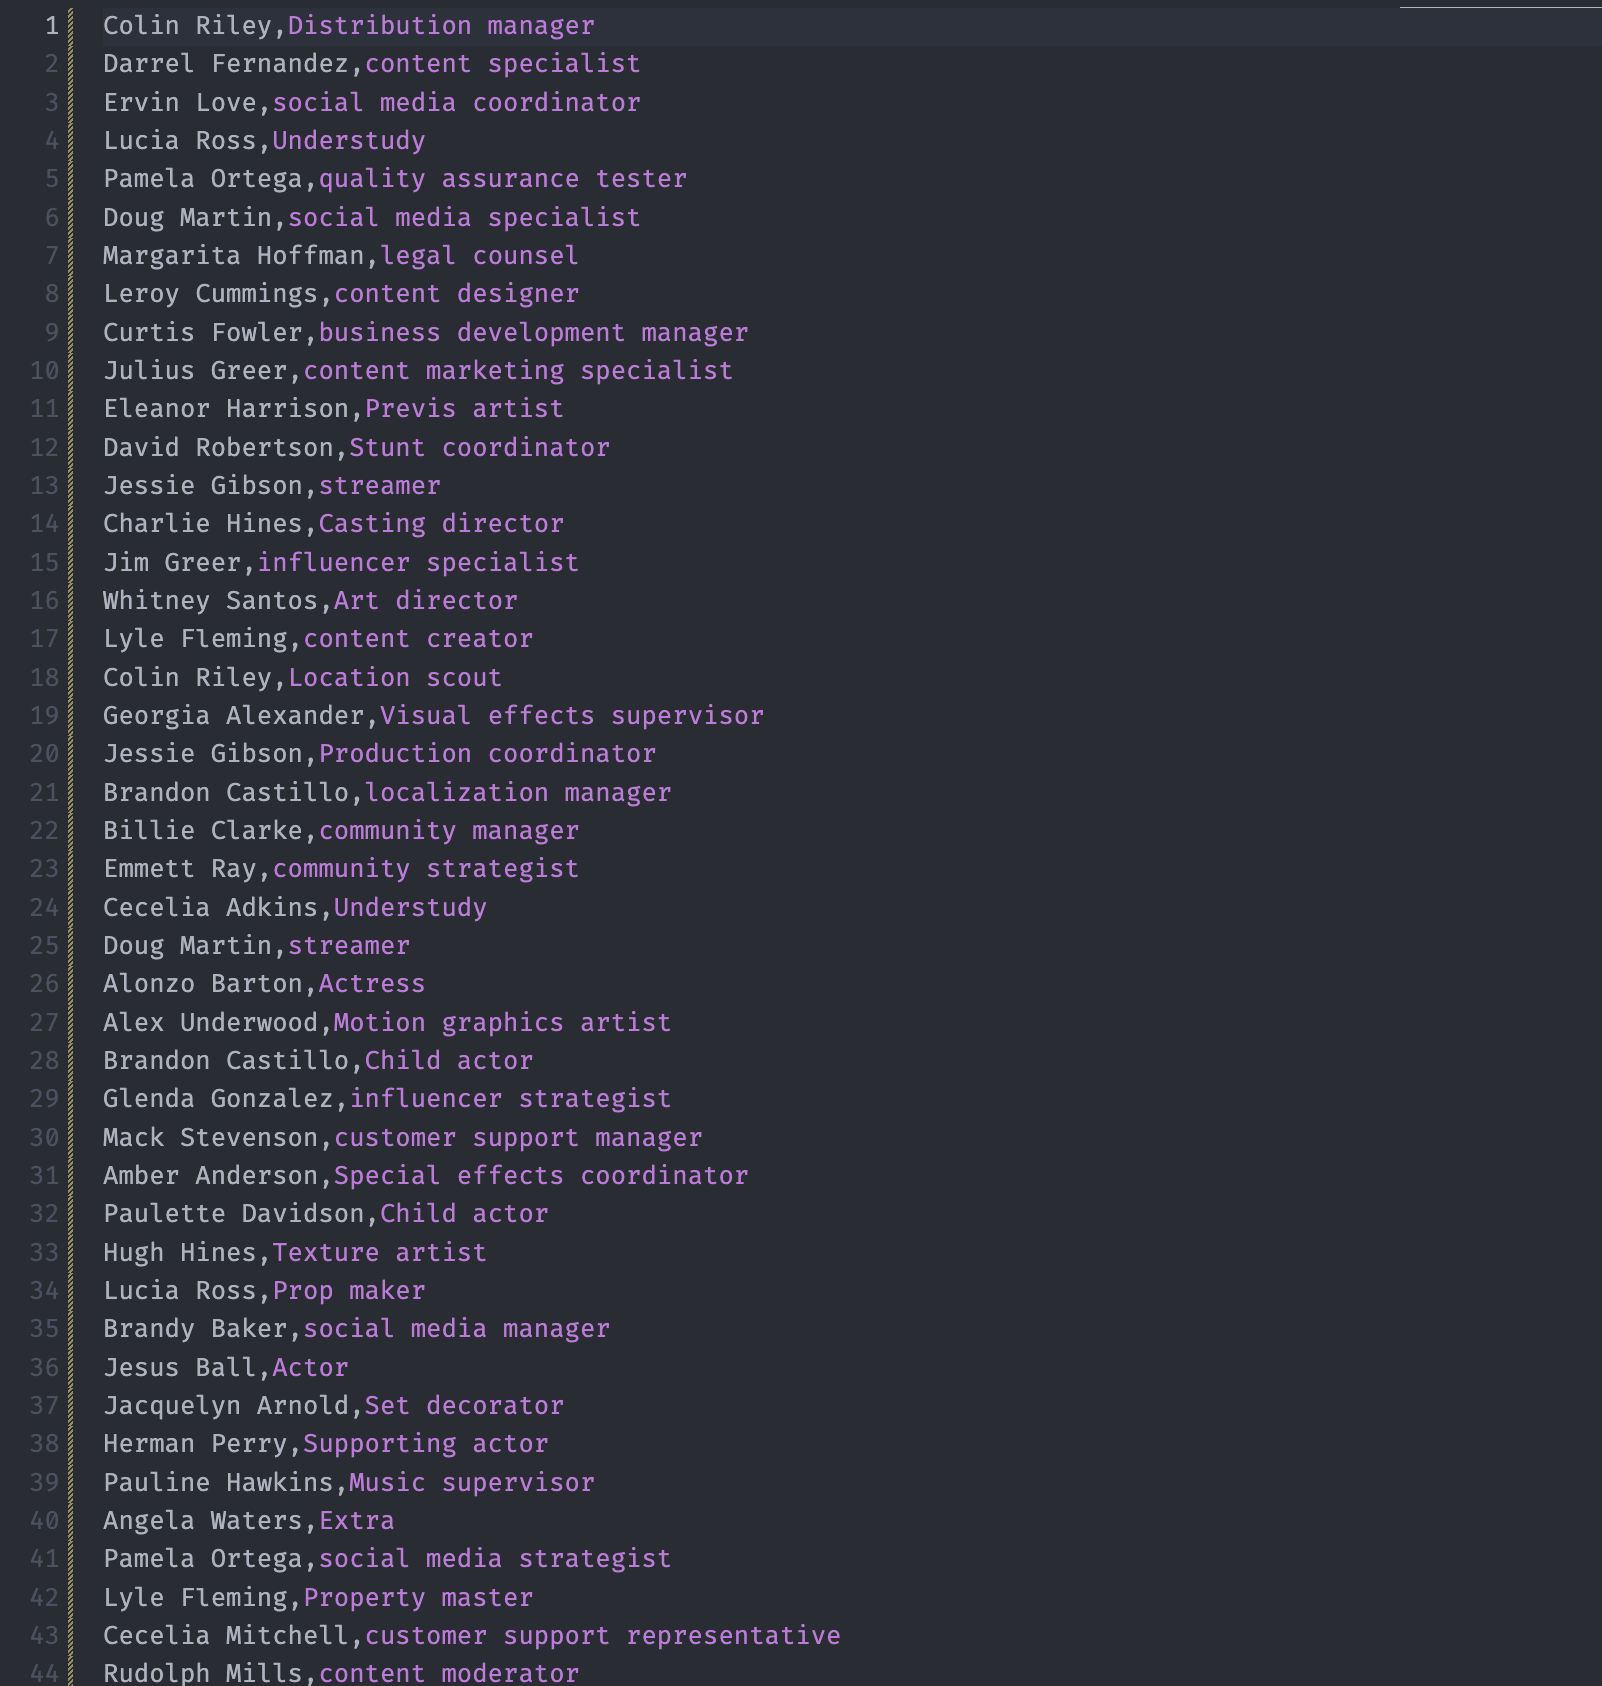 1 Colin Riley,Distribution manager
2 Darrel Fernandez,content specialist
3 Ervin Love,social media coordinator
4 Lucia Ross,Understudy
5 Pamela Ortega,quality assurance tester
6 Doug Martin,social media specialist
7 Margarita Hoffman,legal counsel
8 Leroy Cummings,content designer
9 Curtis Fowler,business development manager
10 Julius Greer,content marketing specialist
11 Eleanor Harrison,Previs artist
12 David Robertson,Stunt coordinator
13 Jessie Gibson,streamer
14 Charlie Hines,Casting director
15 Jim Greer,influencer specialist
16 Whitney Santos,Art director
17 Lyle Fleming,content creator
18 Colin Riley,Location scout
19 Georgia Alexander,Visual effects supervisor
20 Jessie Gibson,Production coordinator
21 Brandon Castillo,localization manager
22 Billie Clarke,community manager
23 Emmett Ray,community strategist
24 Cecelia Adkins,Understudy
25 Doug Martin,streamer
26 Alonzo Barton,Actress
27 Alex Underwood,Motion graphics artist
28 Brandon Castillo,Child actor
29 Glenda Gonzalez,influencer strategist
30 Mack Stevenson,customer support manager
31 Amber Anderson,Special effects coordinator
32 Paulette Davidson,Child actor
33 Hugh Hines,Texture artist
34 Lucia Ross,Prop maker
35 Brandy Baker,social media manager
36 Jesus Ball,Actor
37 Jacquelyn Arnold,Set decorator
38 Herman Perry,Supporting actor
39 Pauline Hawkins,Music supervisor
40 Angela Waters,Extra
41 Pamela Ortega,social media strategist
42 Lyle Fleming,Property master
43 Cecelia Mitchell,customer support representative
44 Rudolph Mills,content moderator